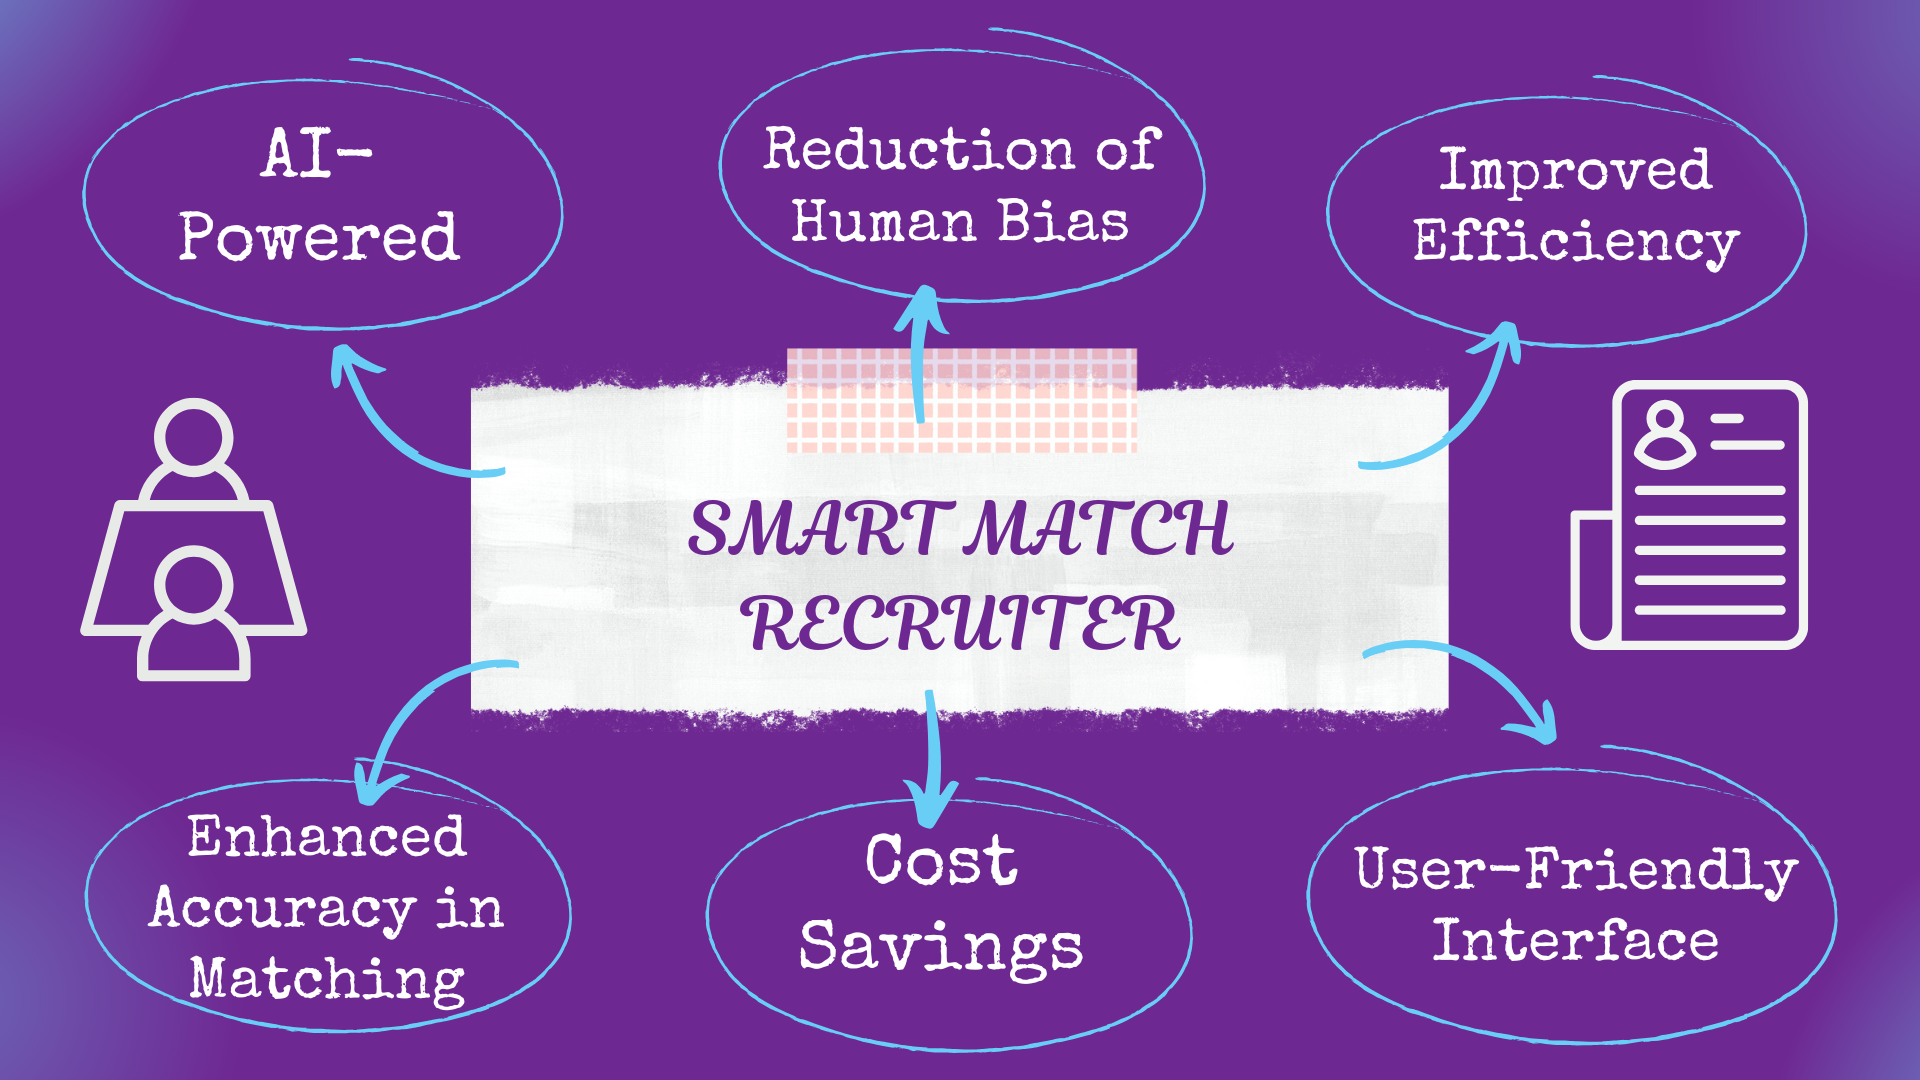 AI-
Powered
Reduction of
Human Bias
Improved
Efficiency
SMART MATCH
RECRUITER
Enhanced
Accuracy in
Matching
Cost
Savings
User-Friendly
Interface